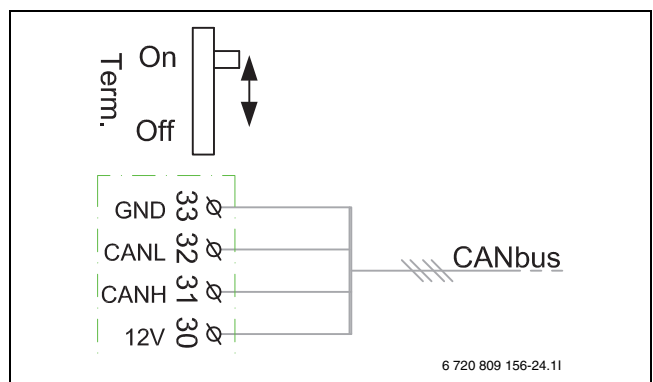 On
Term.
Off
GND 33
CANL 32
CANH 31
12V 30
CANbus
6 720 809 156-24.1I